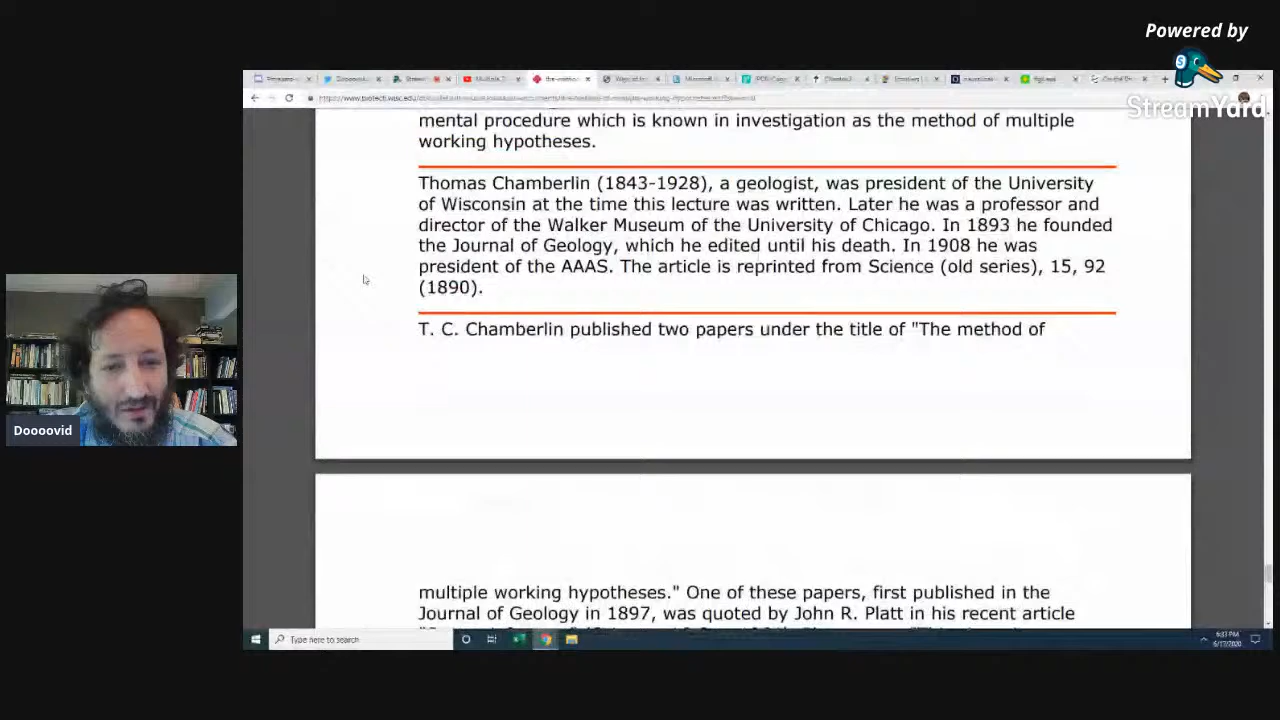 Powered by
StreamYard
mental procedure which is known in investigation as the method of multiple
working hypotheses.
Thomas Chamberlin (1843-1928), a geologist, was president of the University
of Wisconsin at the time this lecture was written. Later he was a professor and
director of the Walker Museum of the University of Chicago. In 1893 he founded
the Journal of Geology, which he edited until his death. In 1908 he was
president of the AAAS. The article is reprinted from Science (old series), 15, 92
(1890).
T. C. Chamberlin published two papers under the title of "The method of
Doooovid
multiple working hypotheses." One of these papers, first published in the
Journal of Geology in 1897, was quoted by John R. Platt in his recent article
Type here to search
6:33 PM
6/17/2020